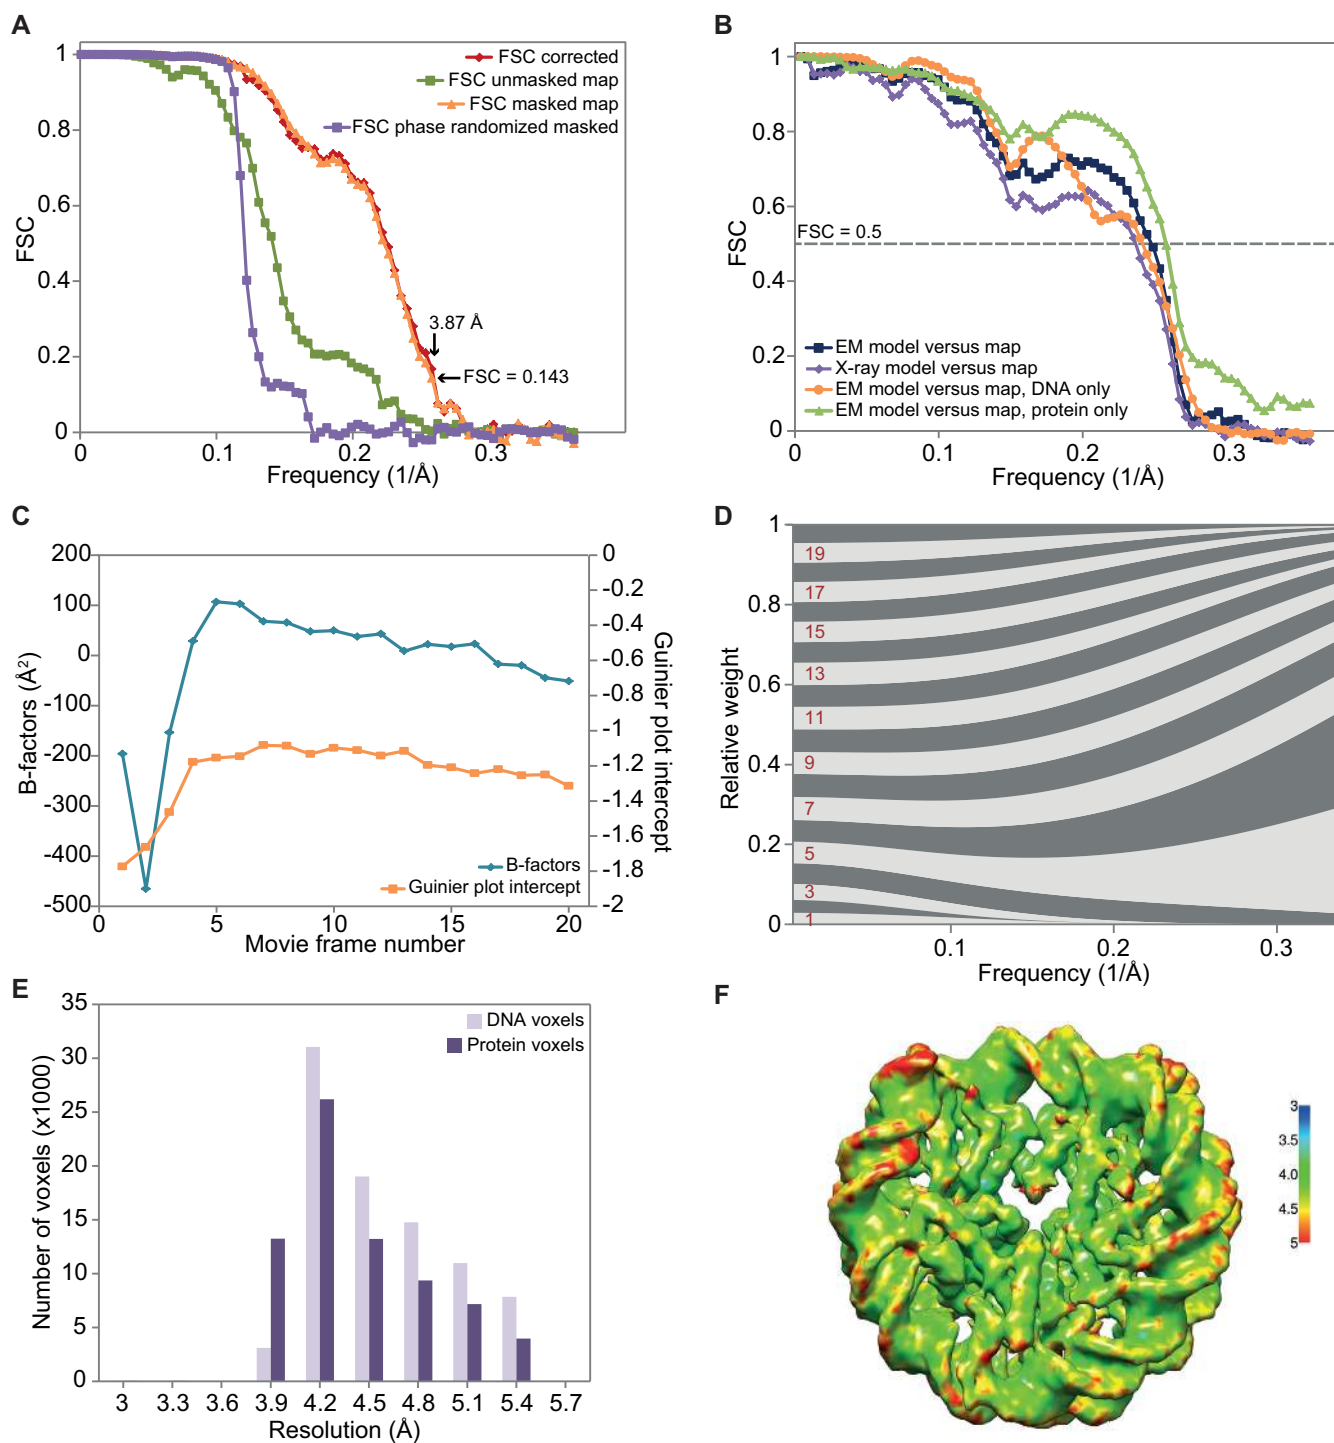 A
1
0.8
0.6
0.4
0.2
0
FSC
FSC corrected
FSC unmasked map
FSC masked map
FSC phase randomized masked
3.87 Å
FSC = 0.143
0 0.1 0.2 0.3
Frequency (1/Å)
B
1
0.8
0.6
0.4
0.2
0
FSC
FSC = 0.5
EM model versus map
X-ray model versus map
EM model versus map, DNA only
EM model versus map, protein only
0 0.1 0.2 0.3
Frequency (1/Å)
C
200
100
0
-100
-200
-300
-400
-500
B-factors (Å²)
0
-0.2
-0.4
-0.6
-0.8
-1
-1.2
-1.4
-1.6
-1.8
-2
Guinier plot intercept
B-factors
Guinier plot intercept
0 5 10 15 20
Movie frame number
D
1
0.8
0.6
0.4
0.2
0
Relative weight
19
17
15
13
11
9
7
5
3
1
0.1 0.2 0.3
Frequency (1/Å)
E
35
30
25
20
15
10
5
0
Number of voxels (x1000)
DNA voxels
Protein voxels
3 3.3 3.6 3.9 4.2 4.5 4.8 5.1 5.4 5.7
Resolution (Å)
F
3
3.5
4.0
4.5
5